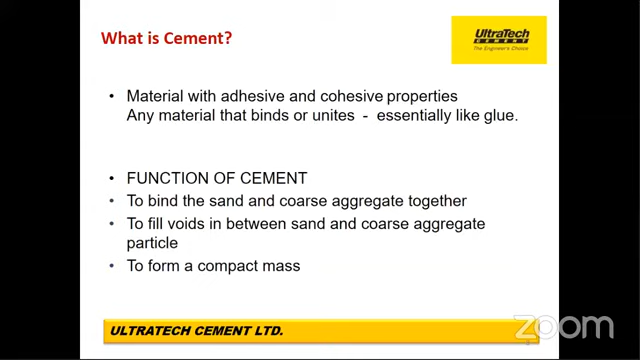 What is Cement?
UltraTech
CEMENT
The Engineer's Choice
• Material with adhesive and cohesive properties
Any material that binds or unites - essentially like glue.
• FUNCTION OF CEMENT
• To bind the sand and coarse aggregate together
• To fill voids in between sand and coarse aggregate
particle
• To form a compact mass
ULTRATECH CEMENT LTD.
zoom